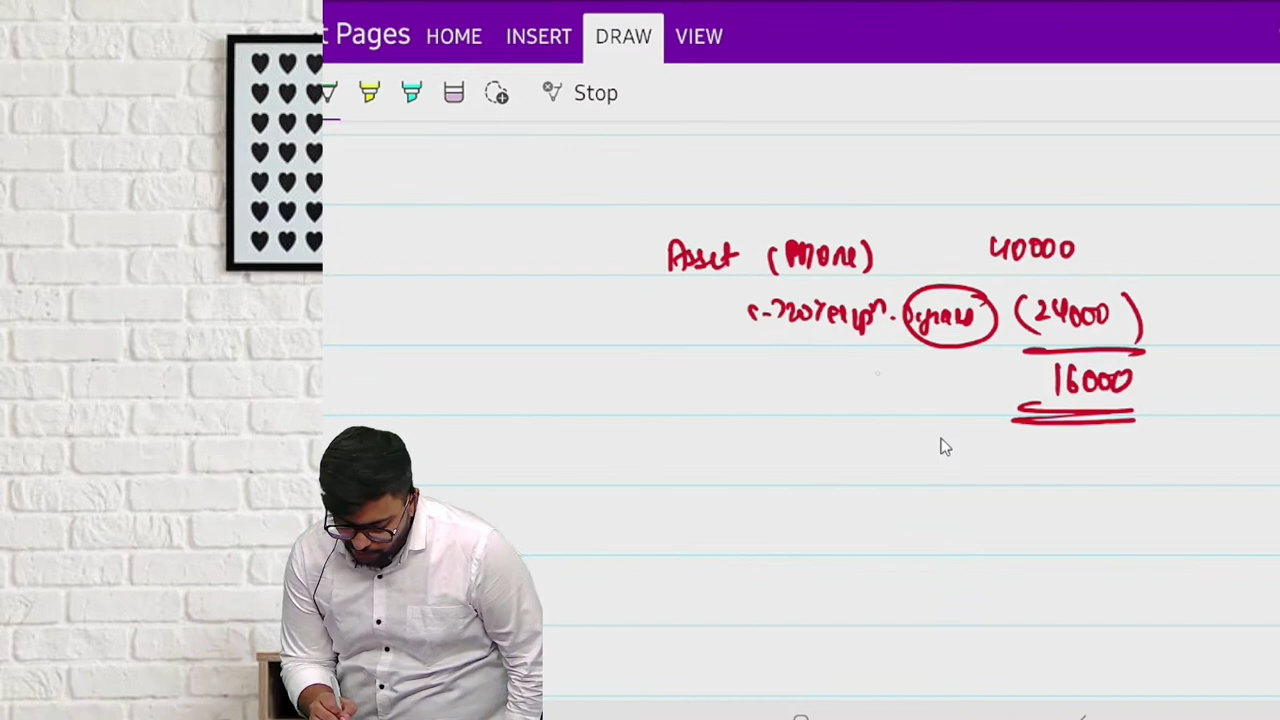 t Pages HOME INSERT DRAW VIEW
Stop
Asset (Phone) 40000
(24000)
16000